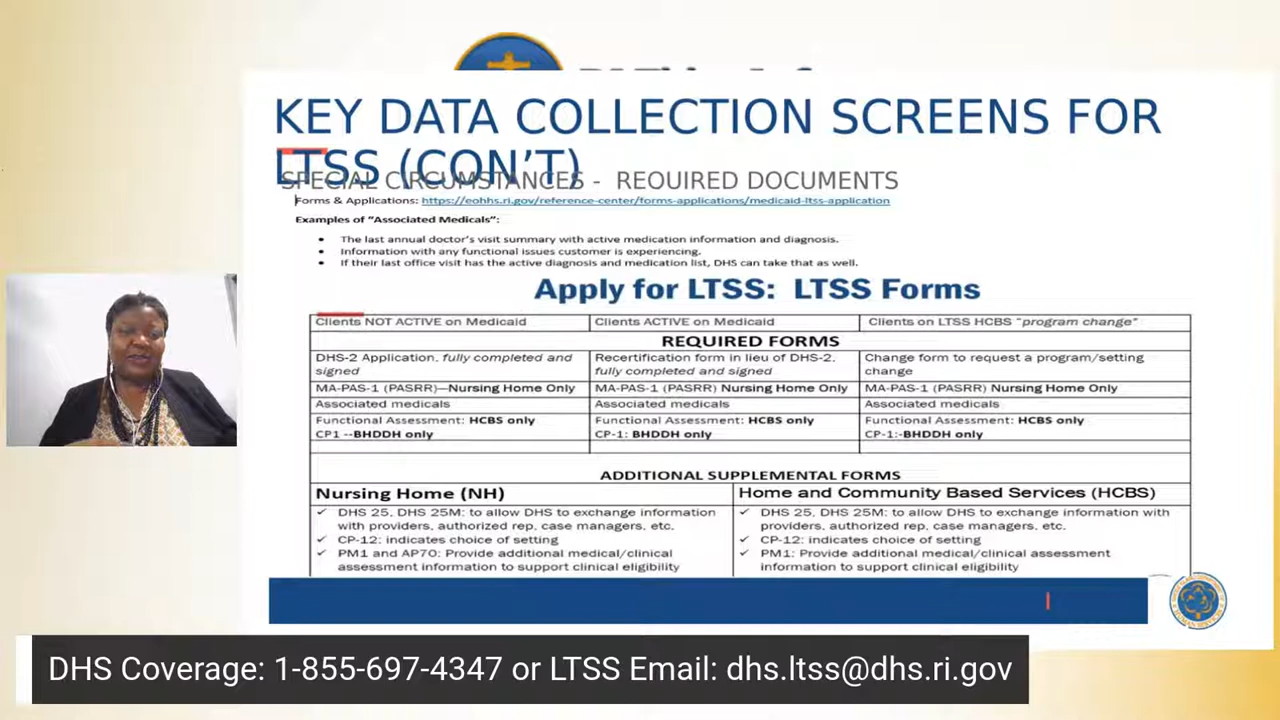 KEY DATA COLLECTION SCREENS FOR
LTSS (CON'T)
SPECIAL CIRCUMSTANCES - REQUIRED DOCUMENTS
Forms & Applications: https://eohhs.ri.gov/reference-center/forms-applications/medicaid-ltss-application
Examples of "Associated Medicals":
• The last annual doctor's visit summary with active medication information and diagnosis.
• Information with any functional issues customer is experiencing.
• If their last office visit has the active diagnosis and medication list, DHS can take that as well.
Apply for LTSS: LTSS Forms
Clients NOT ACTIVE on Medicaid Clients ACTIVE on Medicaid Clients on LTSS HCBS "program change"
REQUIRED FORMS
DHS-2 Application, fully completed and
signed
Recertification form in lieu of DHS-2,
fully completed and signed
Change form to request a program/setting
change
MA-PAS-1 (PASRR)—Nursing Home Only MA-PAS-1 (PASRR) Nursing Home Only MA-PAS-1 (PASRR) Nursing Home Only
Associated medicals Associated medicals Associated medicals
Functional Assessment: HCBS only
CP1 --BHDDH only
Functional Assessment: HCBS only
CP-1: BHDDH only
Functional Assessment: HCBS only
CP-1:-BHDDH only
ADDITIONAL SUPPLEMENTAL FORMS
Nursing Home (NH)
✓ DHS 25, DHS 25M: to allow DHS to exchange information
with providers, authorized rep, case managers, etc.
✓ CP-12: indicates choice of setting
✓ PM1 and AP70: Provide additional medical/clinical
assessment information to support clinical eligibility
Home and Community Based Services (HCBS)
✓ DHS 25, DHS 25M: to allow DHS to exchange information with
providers, authorized rep, case managers, etc.
✓ CP-12: indicates choice of setting
✓ PM1: Provide additional medical/clinical assessment
information to support clinical eligibility
DHS Coverage: 1-855-697-4347 or LTSS Email: dhs.ltss@dhs.ri.gov